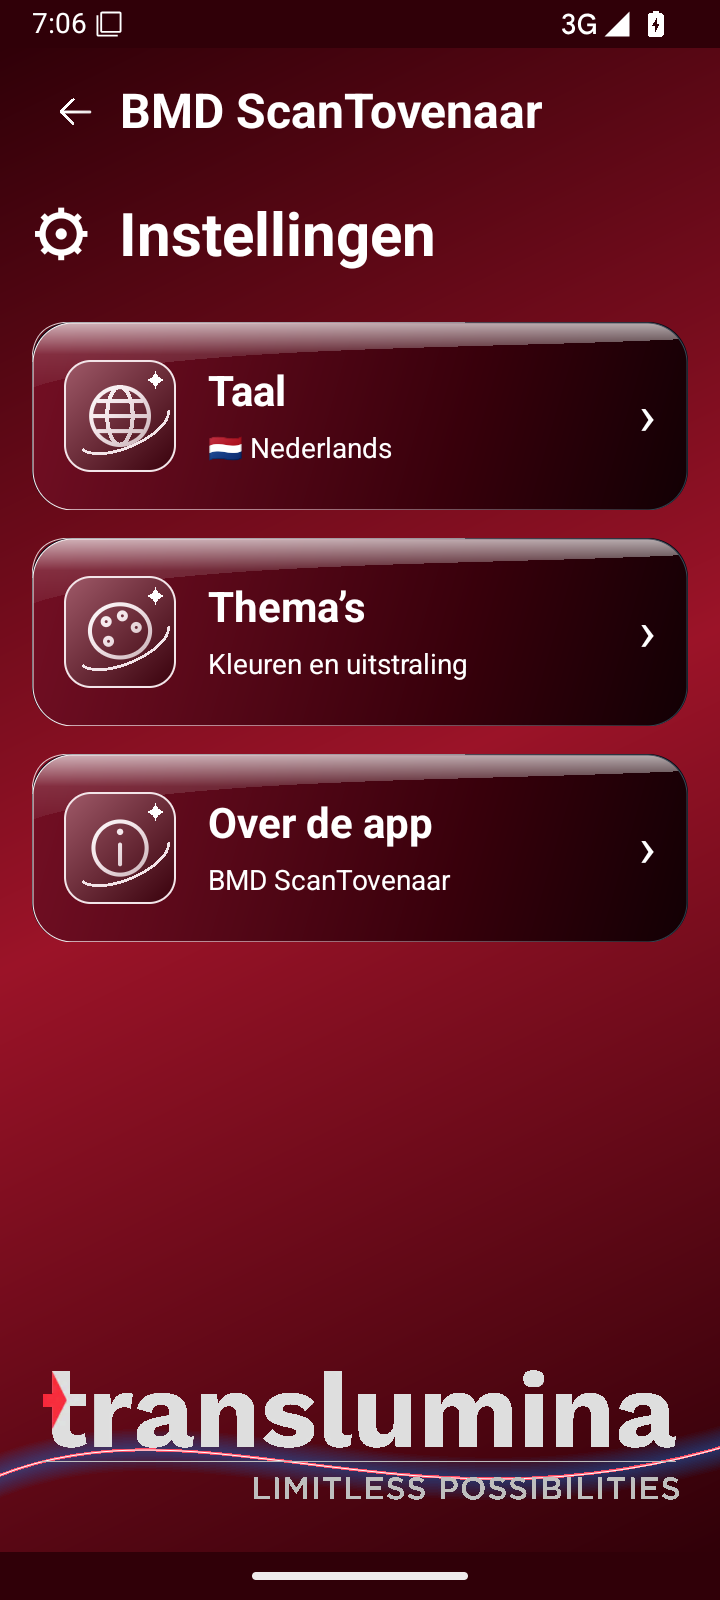 7:06 3G
BMD ScanTovenaar
Instellingen
Taal
🇳🇱 Nederlands
Thema’s
Kleuren en uitstraling
Over de app
BMD ScanTovenaar
translumina
LIMITLESS POSSIBILITIES